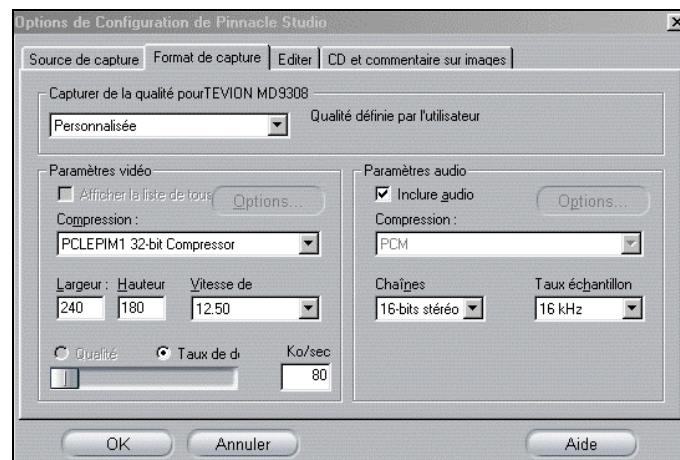 Options de Configuration de Pinnacle Studio
Source de capture Format de capture Editer CD et commentaire sur images
Capturer de la qualité pourTEVION MD9308
Personnalisée Qualité définie par l'utilisateur
Paramètres vidéo
Afficher la liste de tous Options...
Compression :
PCLEPIM1 32-bit Compressor
Largeur : Hauteur Vitesse de
240 180 12.50
Qualité Taux de d Ko/sec
80
Paramètres audio
Inclure audio Options...
Compression :
PCM
Chaînes Taux échantillon
16-bits stéréo 16 kHz
OK Annuler Aide